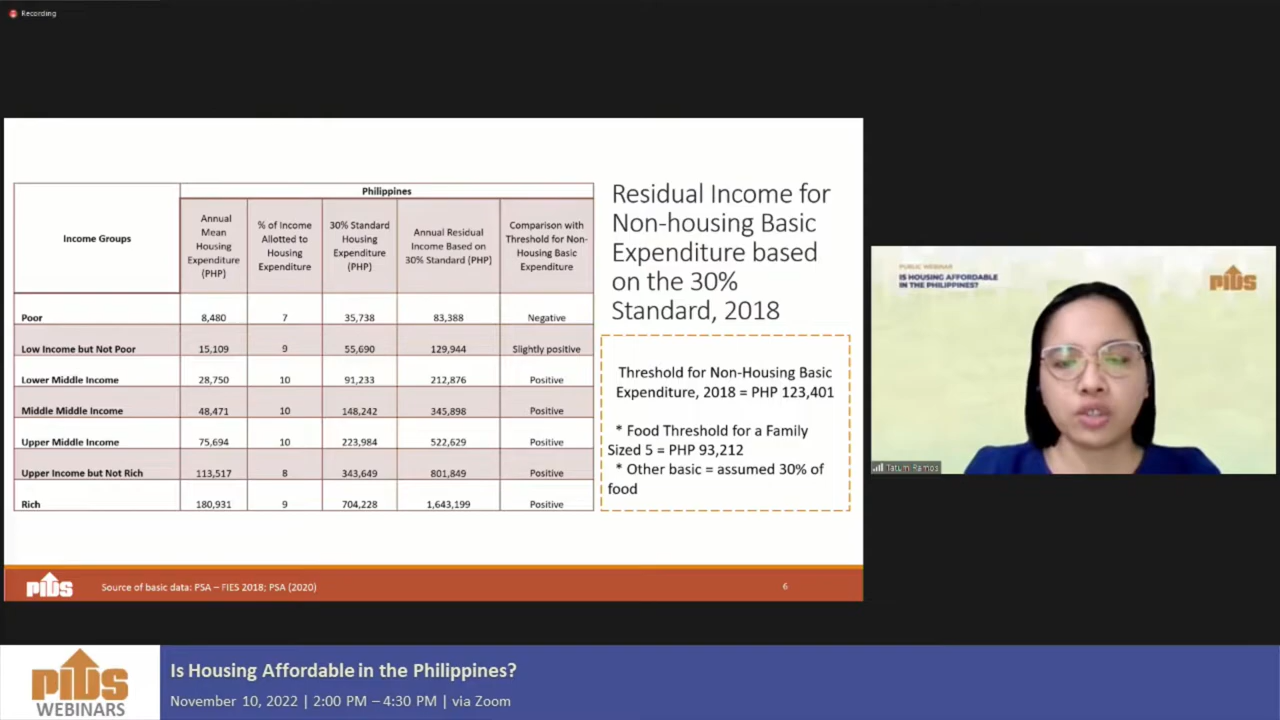 Recording
Philippines
Income Groups
Annual Mean Housing Expenditure (PHP)
% of Income Allotted to Housing Expenditure
30% Standard Housing Expenditure (PHP)
Annual Residual Income Based on 30% Standard (PHP)
Comparison with Threshold for Non-Housing Basic Expenditure
Poor 8,480 7 35,738 83,388 Negative
Low Income but Not Poor 15,109 9 55,690 129,944 Slightly positive
Lower Middle Income 28,750 10 91,233 212,876 Positive
Middle Middle Income 48,471 10 148,242 345,898 Positive
Upper Middle Income 75,694 10 223,984 522,629 Positive
Upper Income but Not Rich 113,517 8 343,649 801,849 Positive
Rich 180,931 9 704,228 1,643,199 Positive
Residual Income for
Non-housing Basic
Expenditure based
on the 30%
Standard, 2018
Threshold for Non-Housing Basic
Expenditure, 2018 = PHP 123,401
* Food Threshold for a Family
Sized 5 = PHP 93,212
* Other basic = assumed 30% of
food
PIDS
Source of basic data: PSA – FIES 2018; PSA (2020)
6
PUBLIC WEBINAR
IS HOUSING AFFORDABLE
IN THE PHILIPPINES?
PIDS
Tatum Ramos
PIDS
WEBINARS
Is Housing Affordable in the Philippines?
November 10, 2022 | 2:00 PM – 4:30 PM | via Zoom